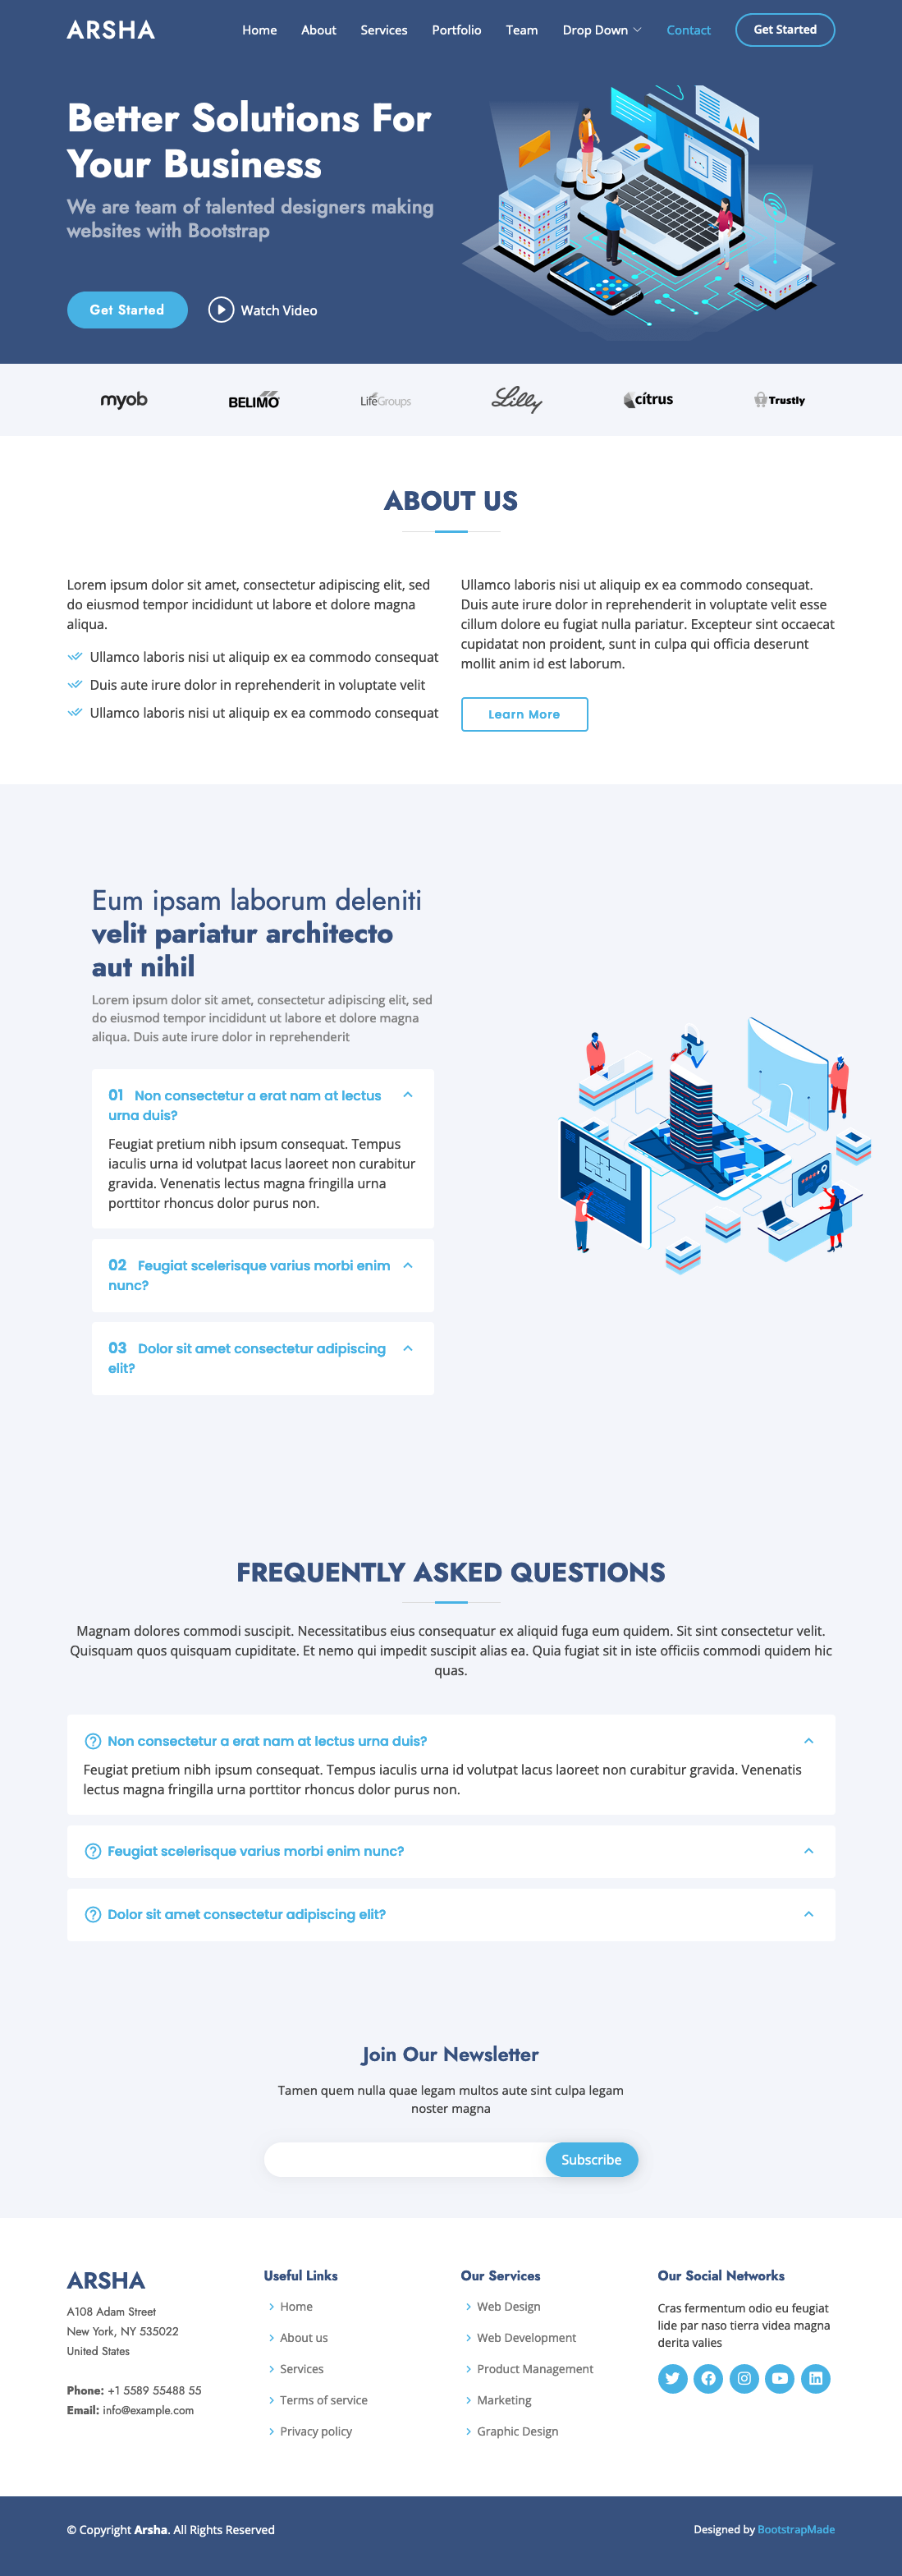 ARSHA
Home About Services Portfolio Team Drop Down Contact Get Started
Better Solutions For
Your Business
We are team of talented designers making
websites with Bootstrap
Get Started Watch Video
myob BELIMO LifeGroups Lilly cítrus Trustly
ABOUT US
Lorem ipsum dolor sit amet, consectetur adipiscing elit, sed
do eiusmod tempor incididunt ut labore et dolore magna
aliqua.
Ullamco laboris nisi ut aliquip ex ea commodo consequat
Duis aute irure dolor in reprehenderit in voluptate velit
Ullamco laboris nisi ut aliquip ex ea commodo consequat
Ullamco laboris nisi ut aliquip ex ea commodo consequat.
Duis aute irure dolor in reprehenderit in voluptate velit esse
cillum dolore eu fugiat nulla pariatur. Excepteur sint occaecat
cupidatat non proident, sunt in culpa qui officia deserunt
mollit anim id est laborum.
Learn More
Eum ipsam laborum deleniti
velit pariatur architecto
aut nihil
Lorem ipsum dolor sit amet, consectetur adipiscing elit, sed
do eiusmod tempor incididunt ut labore et dolore magna
aliqua. Duis aute irure dolor in reprehenderit
01 Non consectetur a erat nam at lectus
urna duis?
Feugiat pretium nibh ipsum consequat. Tempus
iaculis urna id volutpat lacus laoreet non curabitur
gravida. Venenatis lectus magna fringilla urna
porttitor rhoncus dolor purus non.
02 Feugiat scelerisque varius morbi enim
nunc?
03 Dolor sit amet consectetur adipiscing
elit?
FREQUENTLY ASKED QUESTIONS
Magnam dolores commodi suscipit. Necessitatibus eius consequatur ex aliquid fuga eum quidem. Sit sint consectetur velit.
Quisquam quos quisquam cupiditate. Et nemo qui impedit suscipit alias ea. Quia fugiat sit in iste officiis commodi quidem hic
quas.
Non consectetur a erat nam at lectus urna duis?
Feugiat pretium nibh ipsum consequat. Tempus iaculis urna id volutpat lacus laoreet non curabitur gravida. Venenatis
lectus magna fringilla urna porttitor rhoncus dolor purus non.
Feugiat scelerisque varius morbi enim nunc?
Dolor sit amet consectetur adipiscing elit?
Join Our Newsletter
Tamen quem nulla quae legam multos aute sint culpa legam
noster magna
Subscribe
ARSHA
A108 Adam Street
New York, NY 535022
United States
Phone: +1 5589 55488 55
Email: info@example.com
Useful Links
Home
About us
Services
Terms of service
Privacy policy
Our Services
Web Design
Web Development
Product Management
Marketing
Graphic Design
Our Social Networks
Cras fermentum odio eu feugiat
lide par naso tierra videa magna
derita valies
© Copyright Arsha. All Rights Reserved
Designed by BootstrapMade